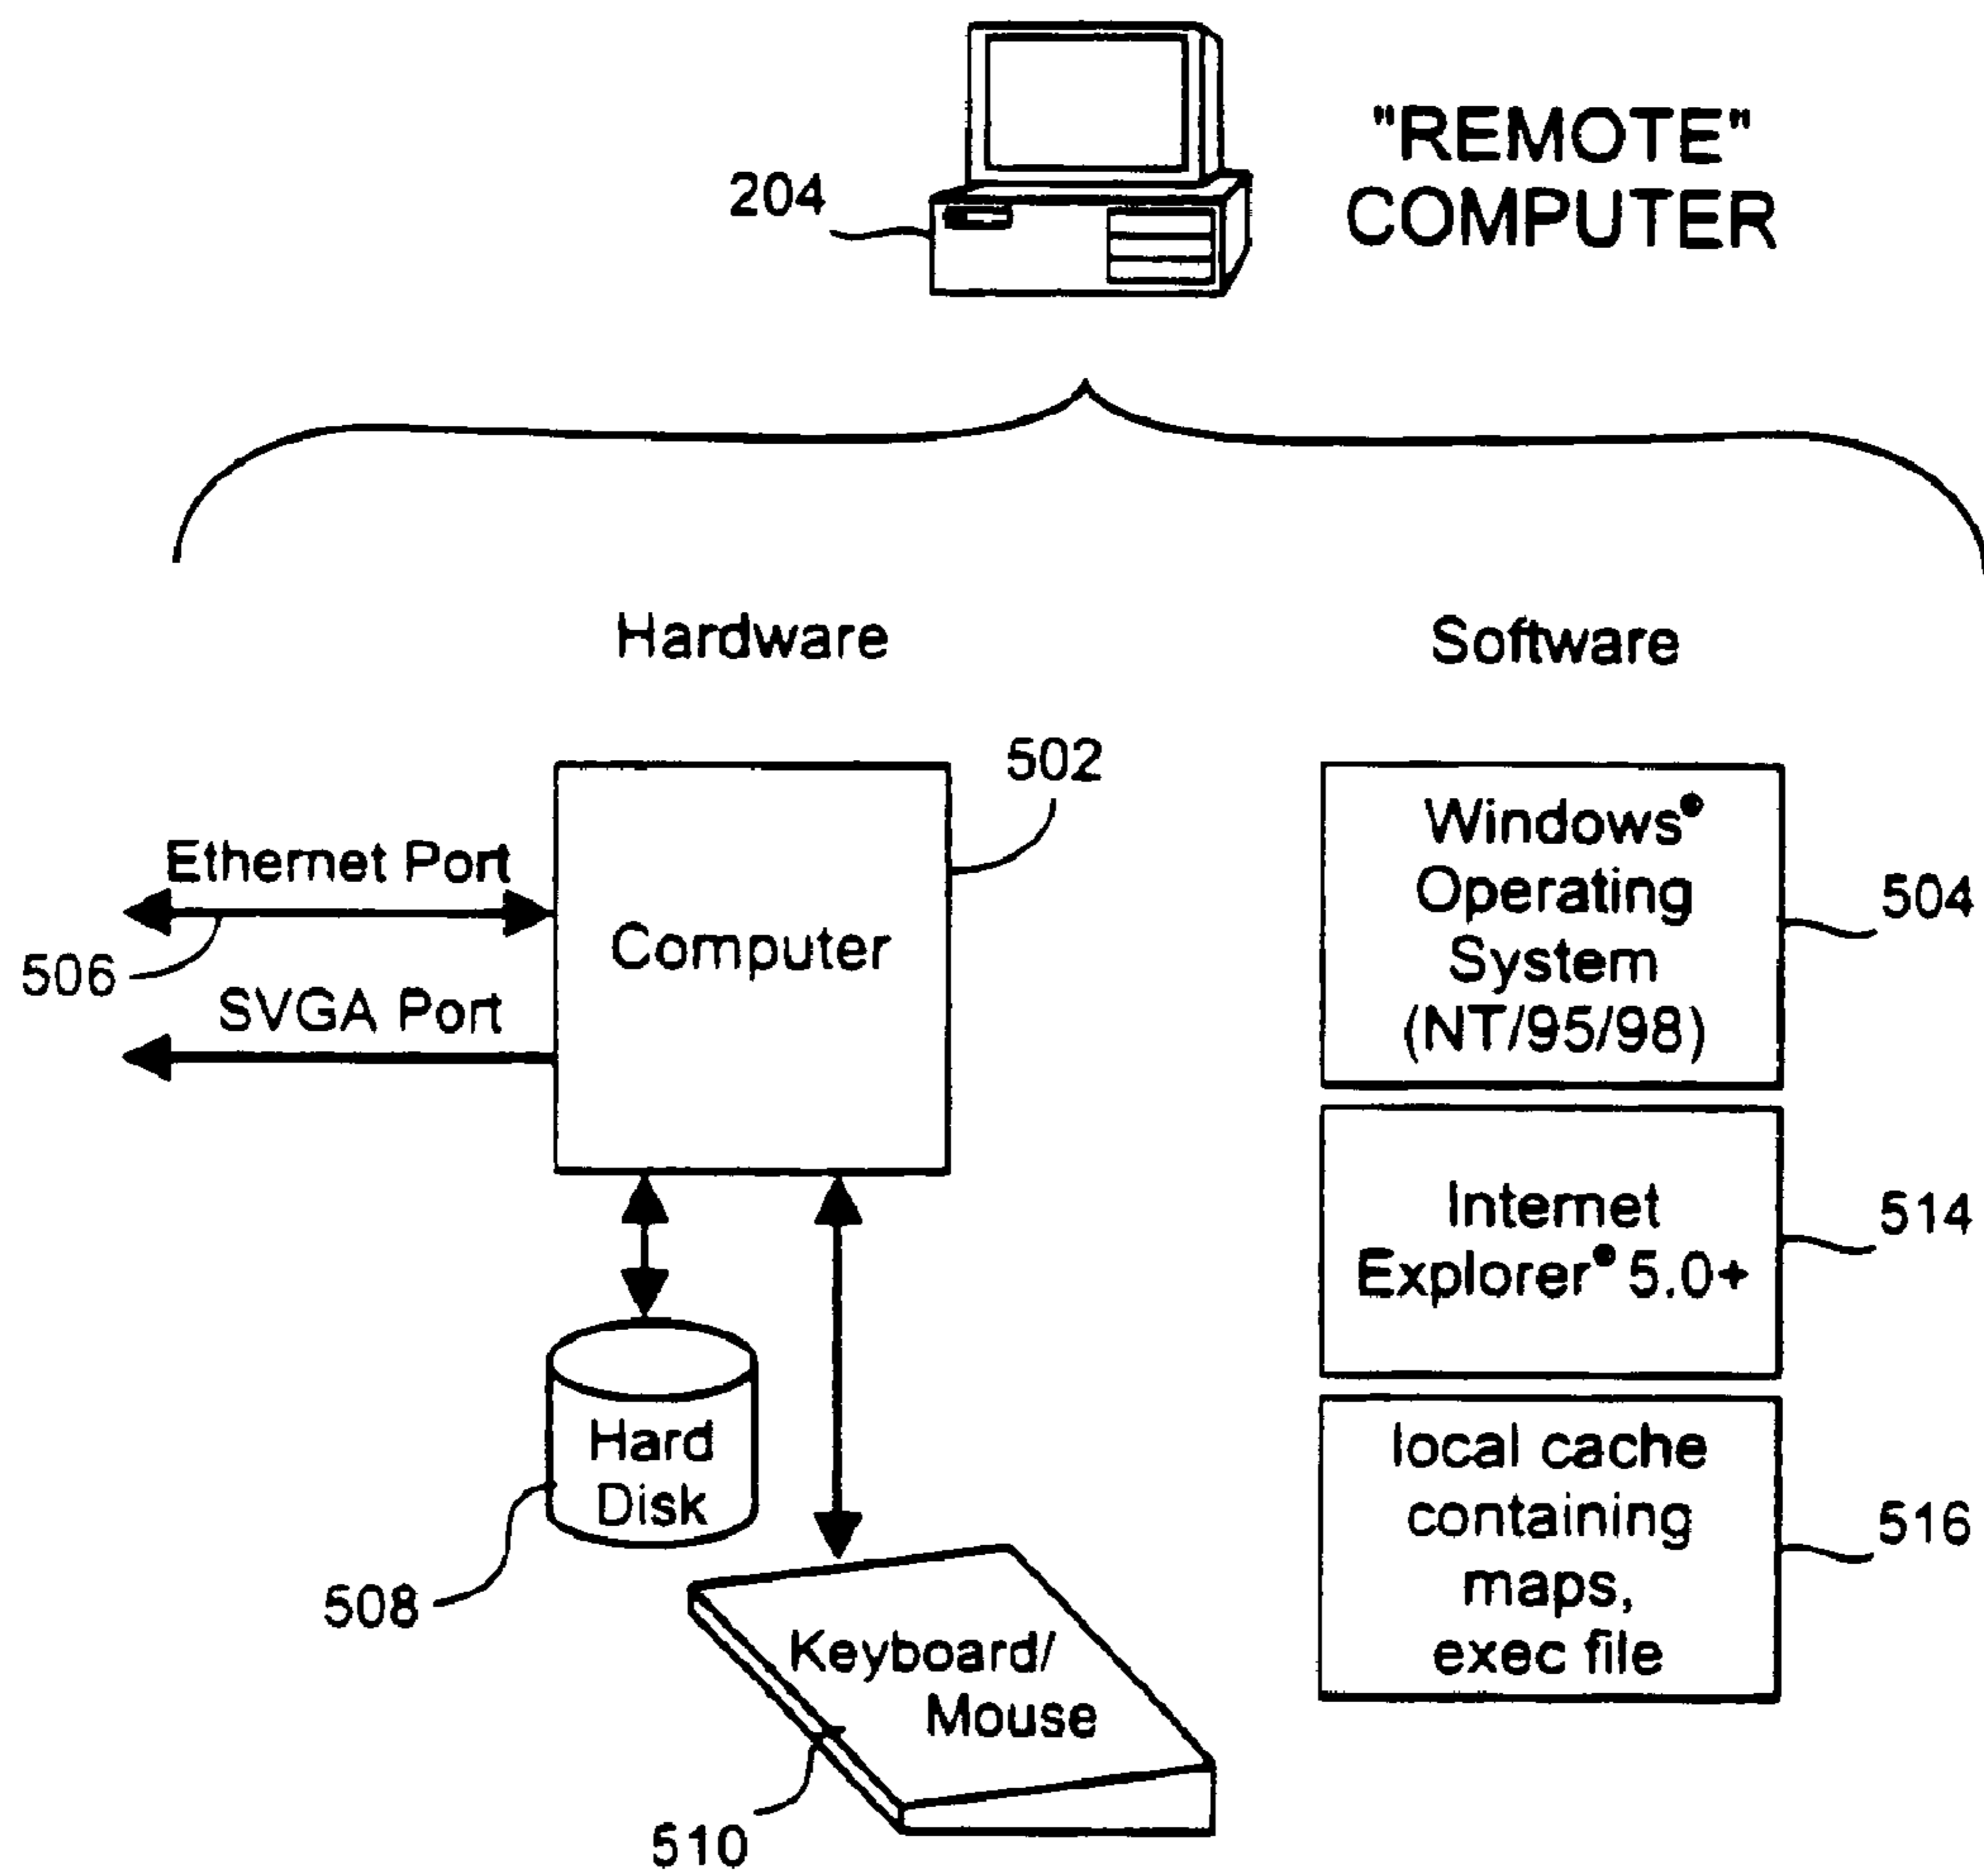 "REMOTE"
COMPUTER
204
Hardware
Software
502
Ethernet Port
506
SVGA Port
Computer
Windows®
Operating
System
(NT/95/98)
504
Internet
Explorer® 5.0+
514
Hard
Disk
508
local cache
containing
maps,
exec file
516
Keyboard/
Mouse
510